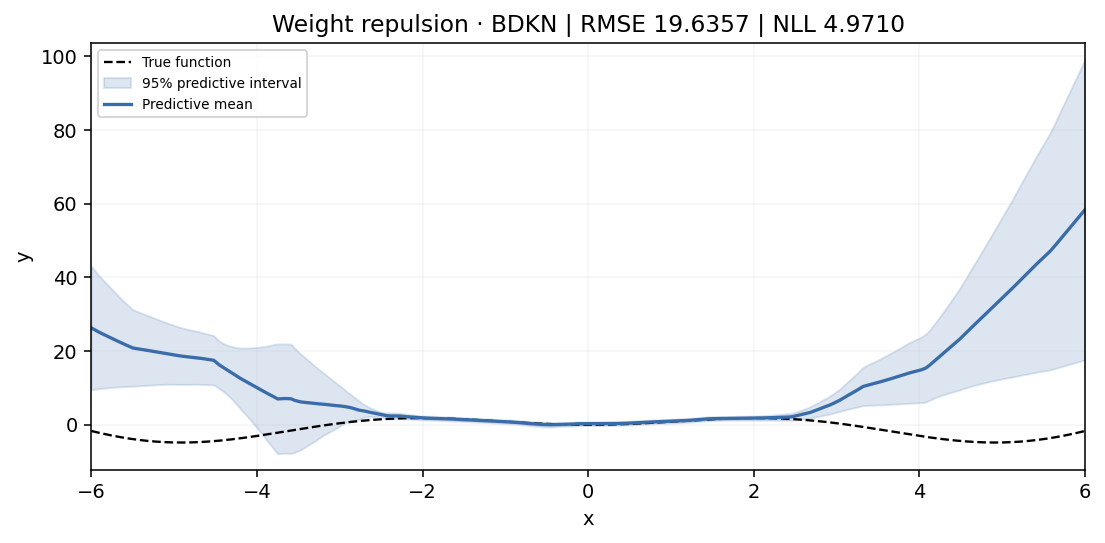 Weight repulsion · BDKN | RMSE 19.6357 | NLL 4.9710
True function
95% predictive interval
Predictive mean
100
80
60
40
20
0
y
−6
−4
−2
0
2
4
6
x